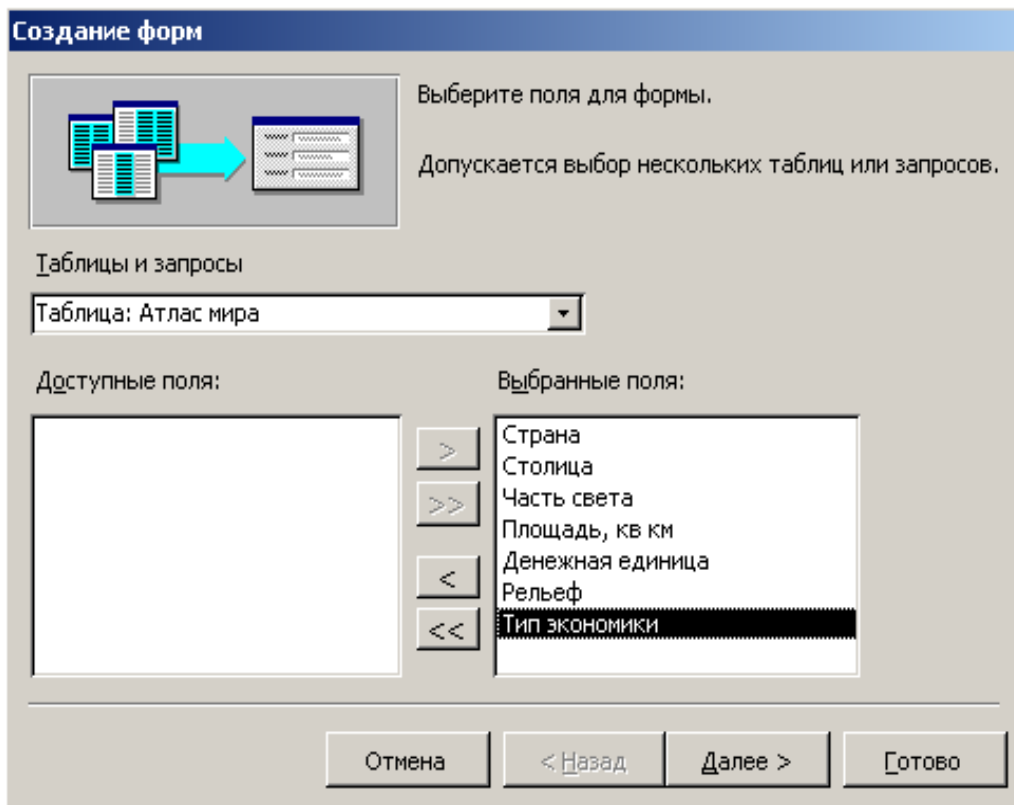 Создание форм
Выберите поля для формы.
Допускается выбор нескольких таблиц или запросов.
Таблицы и запросы
Таблица: Атлас мира
Доступные поля:
Выбранные поля:
>
>>
<
<<
Страна
Столица
Часть света
Площадь, кв км
Денежная единица
Рельеф
Тип экономики
Отмена
< Назад
Далее >
Готово